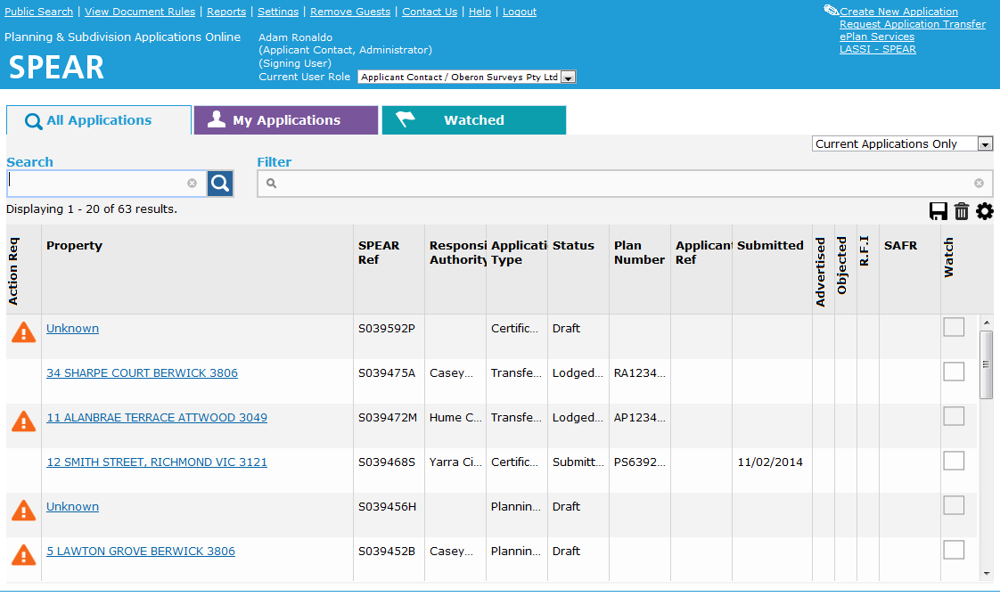 Public Search | View Document Rules | Reports | Settings | Remove Guests | Contact Us | Help | Logout
Create New Application
Request Application Transfer
ePlan Services
LASSI - SPEAR
Planning & Subdivision Applications Online
SPEAR
Adam Ronaldo
(Applicant Contact, Administrator)
(Signing User)
Current User Role Applicant Contact / Oberon Surveys Pty Ltd
All Applications My Applications Watched
Current Applications Only
Search Filter
Displaying 1 - 20 of 63 results.
Action Req Property SPEAR Ref Responsi Authority Applicati Type Status Plan Number Applicant Ref Submitted Advertised Objected R.F.I SAFR Watch
Unknown S039592P Certific... Draft
34 SHARPE COURT BERWICK 3806 S039475A Casey... Transfe... Lodged... RA1234...
11 ALANBRAE TERRACE ATTWOOD 3049 S039472M Hume C... Transfe... Lodged... AP1234...
12 SMITH STREET, RICHMOND VIC 3121 S039468S Yarra Ci... Certific... Submitt... PS6392... 11/02/2014
Unknown S039456H Plannin... Draft
5 LAWTON GROVE BERWICK 3806 S039452B Casey... Plannin... Draft